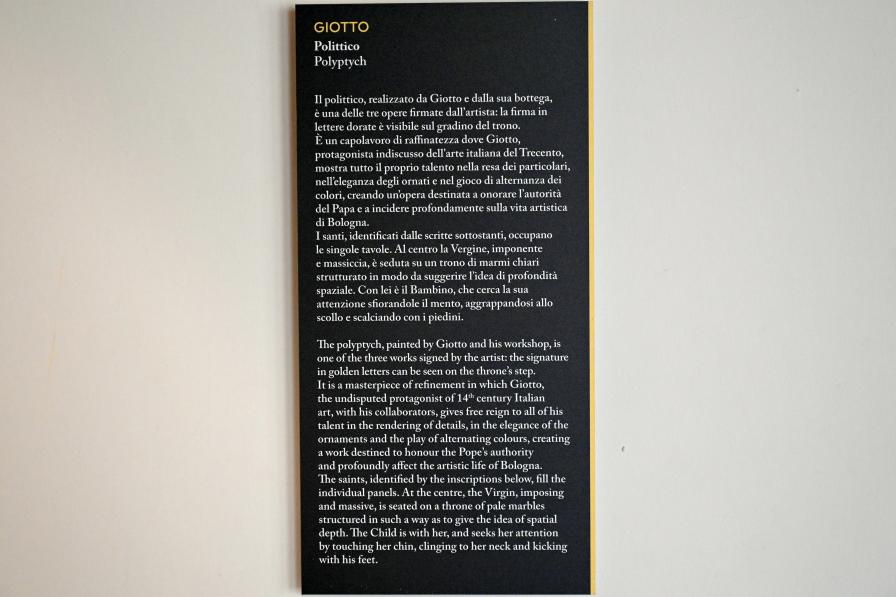 GIOTTO
Polittico
Polyptych
Il polittico, realizzato da Giotto e dalla sua bottega,
è una delle tre opere firmate dall'artista: la firma in
lettere dorate è visibile sul gradino del trono.
È un capolavoro di raffinatezza dove Giotto,
protagonista indiscusso dell'arte italiana del Trecento,
mostra tutto il proprio talento nella resa dei particolari,
nell'eleganza degli ornati e nel gioco di alternanza dei
colori, creando un'opera destinata a onorare l'autorità
del Papa e a incidere profondamente sulla vita artistica
di Bologna.
I santi, identificati dalle scritte sottostanti, occupano
le singole tavole. Al centro la Vergine, imponente
e massiccia, è seduta su un trono di marmi chiari
strutturato in modo da suggerire l'idea di profondità
spaziale. Con lei è il Bambino, che cerca la sua
attenzione sfiorandole il mento, aggrappandosi allo
scollo e scalciando con i piedini.
The polyptych, painted by Giotto and his workshop, is
one of the three works signed by the artist: the signature
in golden letters can be seen on the throne's step.
It is a masterpiece of refinement in which Giotto,
the undisputed protagonist of 14th century Italian
art, with his collaborators, gives free reign to all of his
talent in the rendering of details, in the elegance of the
ornaments and the play of alternating colours, creating
a work destined to honour the Pope's authority
and profoundly affect the artistic life of Bologna.
The saints, identified by the inscriptions below, fill the
individual panels. At the centre, the Virgin, imposing
and massive, is seated on a throne of pale marbles
structured in such a way as to give the idea of spatial
depth. The Child is with her, and seeks her attention
by touching her chin, clinging to her neck and kicking
with his feet.